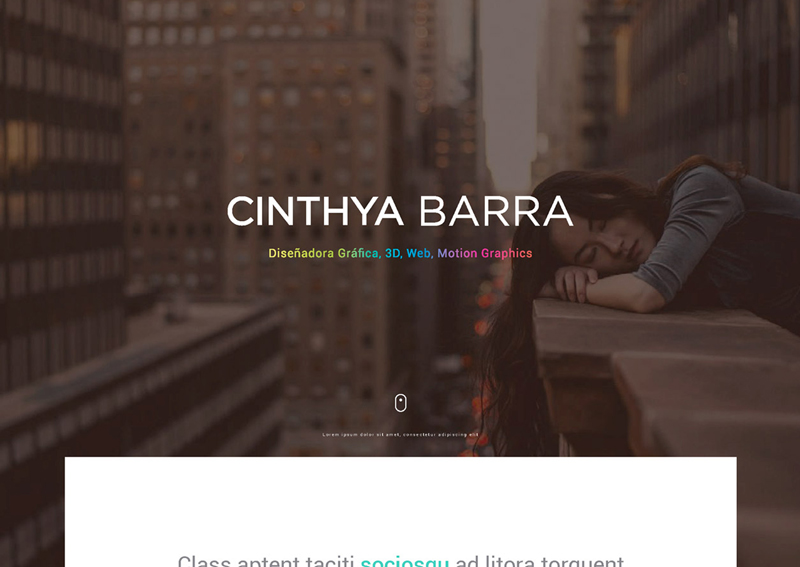 CINTHYA BARRA
Diseñadora Gráfica, 3D, Web, Motion Graphics
Lorem ipsum dolor sit amet, consectetur adipiscing elit
Class aptent taciti sociosqu ad litora torquent